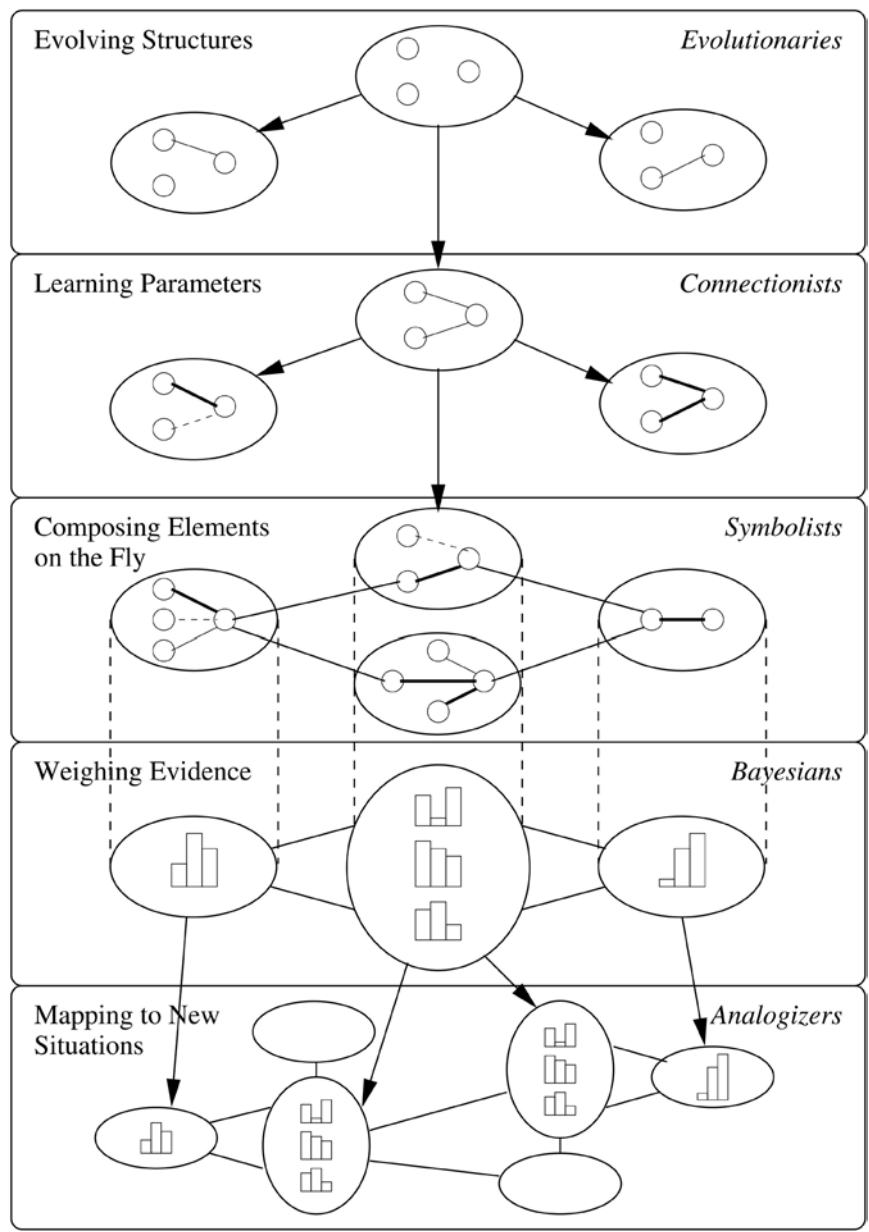 Evolving Structures
Evolutionaries
Learning Parameters
Connectionists
Composing Elements
on the Fly
Symbolists
Weighing Evidence
Bayesians
Mapping to New
Situations
Analogizers